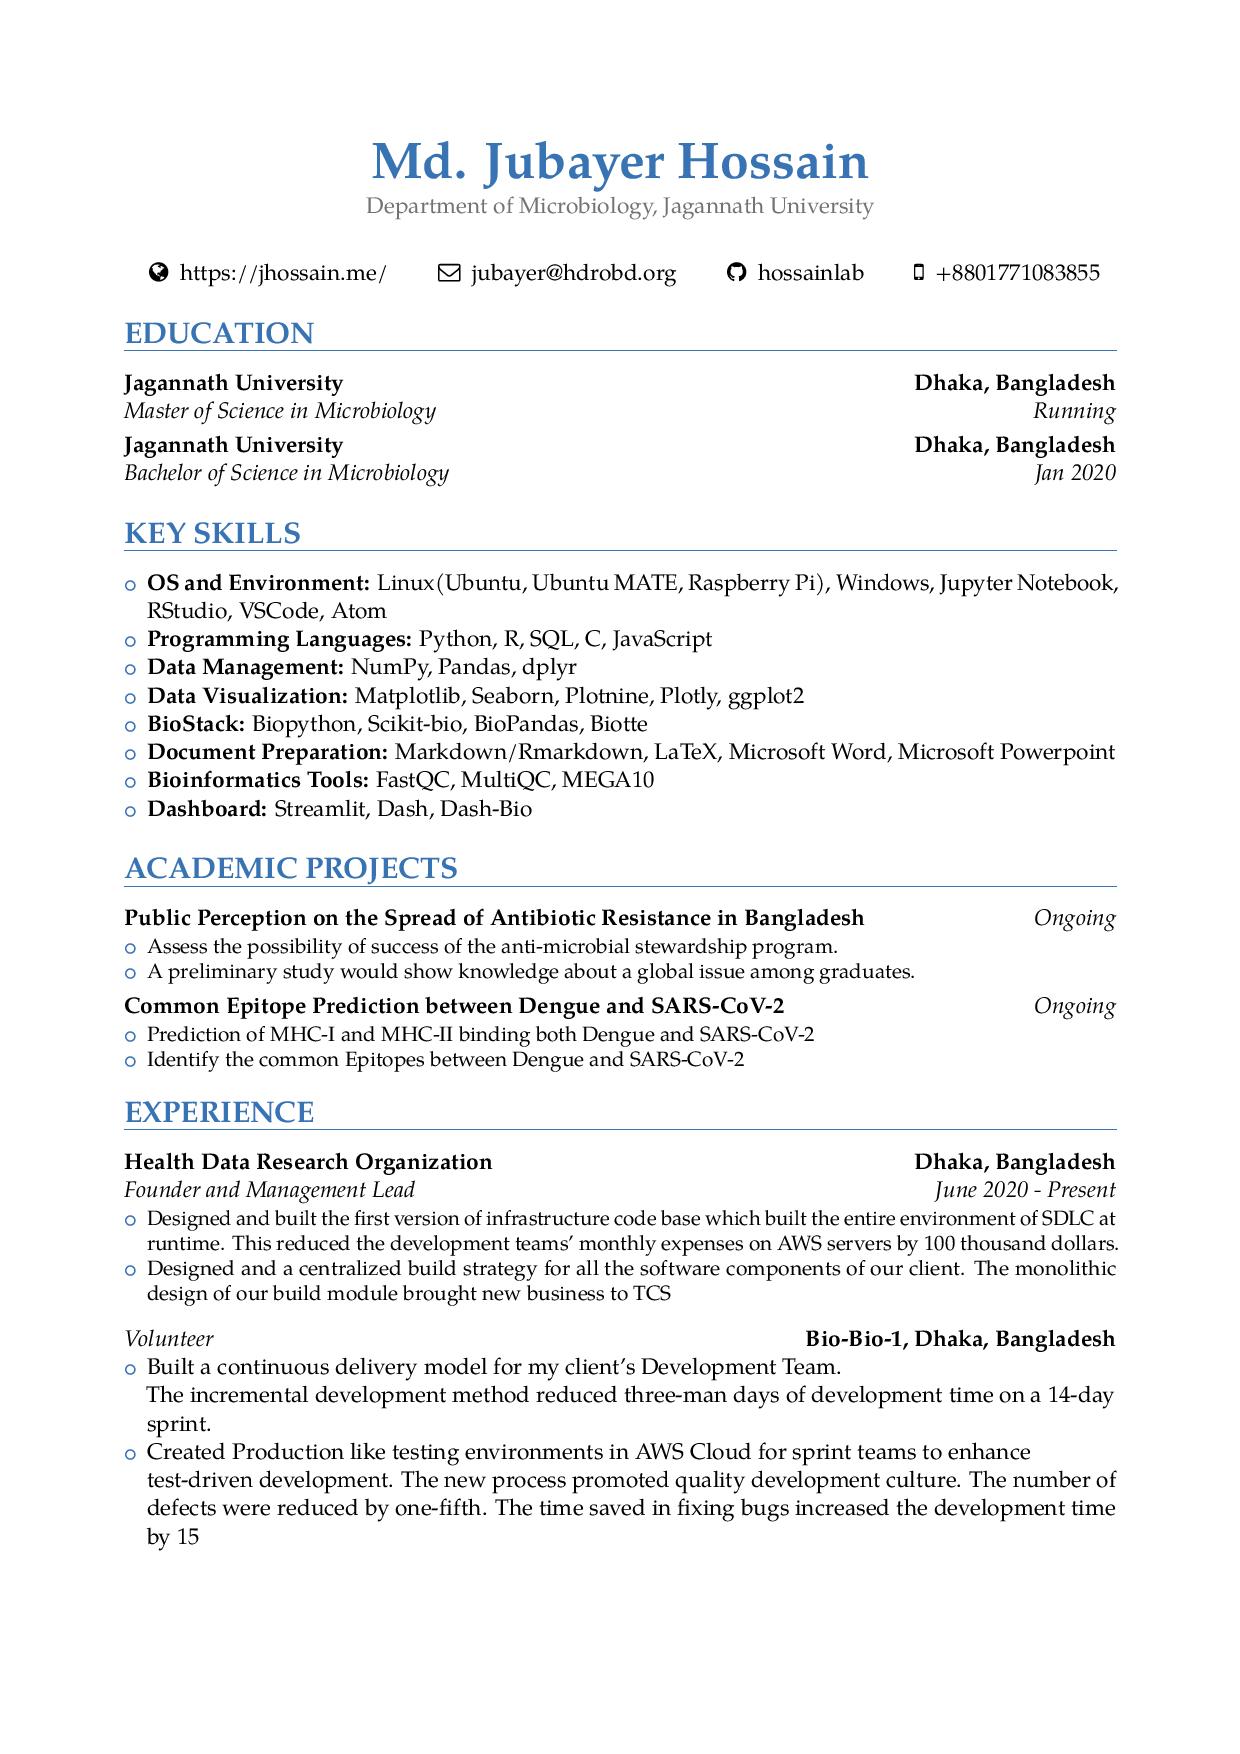 Md. Jubayer Hossain
Department of Microbiology, Jagannath University
https://jhossain.me/ jubayer@hdrobd.org hossainlab +8801771083855
EDUCATION
Jagannath University Dhaka, Bangladesh
Master of Science in Microbiology Running
Jagannath University Dhaka, Bangladesh
Bachelor of Science in Microbiology Jan 2020
KEY SKILLS
OS and Environment: Linux(Ubuntu, Ubuntu MATE, Raspberry Pi), Windows, Jupyter Notebook,
RStudio, VSCode, Atom
Programming Languages: Python, R, SQL, C, JavaScript
Data Management: NumPy, Pandas, dplyr
Data Visualization: Matplotlib, Seaborn, Plotnine, Plotly, ggplot2
BioStack: Biopython, Scikit-bio, BioPandas, Biotte
Document Preparation: Markdown/Rmarkdown, LaTeX, Microsoft Word, Microsoft Powerpoint
Bioinformatics Tools: FastQC, MultiQC, MEGA10
Dashboard: Streamlit, Dash, Dash-Bio
ACADEMIC PROJECTS
Public Perception on the Spread of Antibiotic Resistance in Bangladesh Ongoing
Assess the possibility of success of the anti-microbial stewardship program.
A preliminary study would show knowledge about a global issue among graduates.
Common Epitope Prediction between Dengue and SARS-CoV-2 Ongoing
Prediction of MHC-I and MHC-II binding both Dengue and SARS-CoV-2
Identify the common Epitopes between Dengue and SARS-CoV-2
EXPERIENCE
Health Data Research Organization Dhaka, Bangladesh
Founder and Management Lead June 2020 - Present
Designed and built the first version of infrastructure code base which built the entire environment of SDLC at
runtime. This reduced the development teams' monthly expenses on AWS servers by 100 thousand dollars.
Designed and a centralized build strategy for all the software components of our client. The monolithic
design of our build module brought new business to TCS
Volunteer Bio-Bio-1, Dhaka, Bangladesh
Built a continuous delivery model for my client's Development Team.
The incremental development method reduced three-man days of development time on a 14-day
sprint.
Created Production like testing environments in AWS Cloud for sprint teams to enhance
test-driven development. The new process promoted quality development culture. The number of
defects were reduced by one-fifth. The time saved in fixing bugs increased the development time
by 15